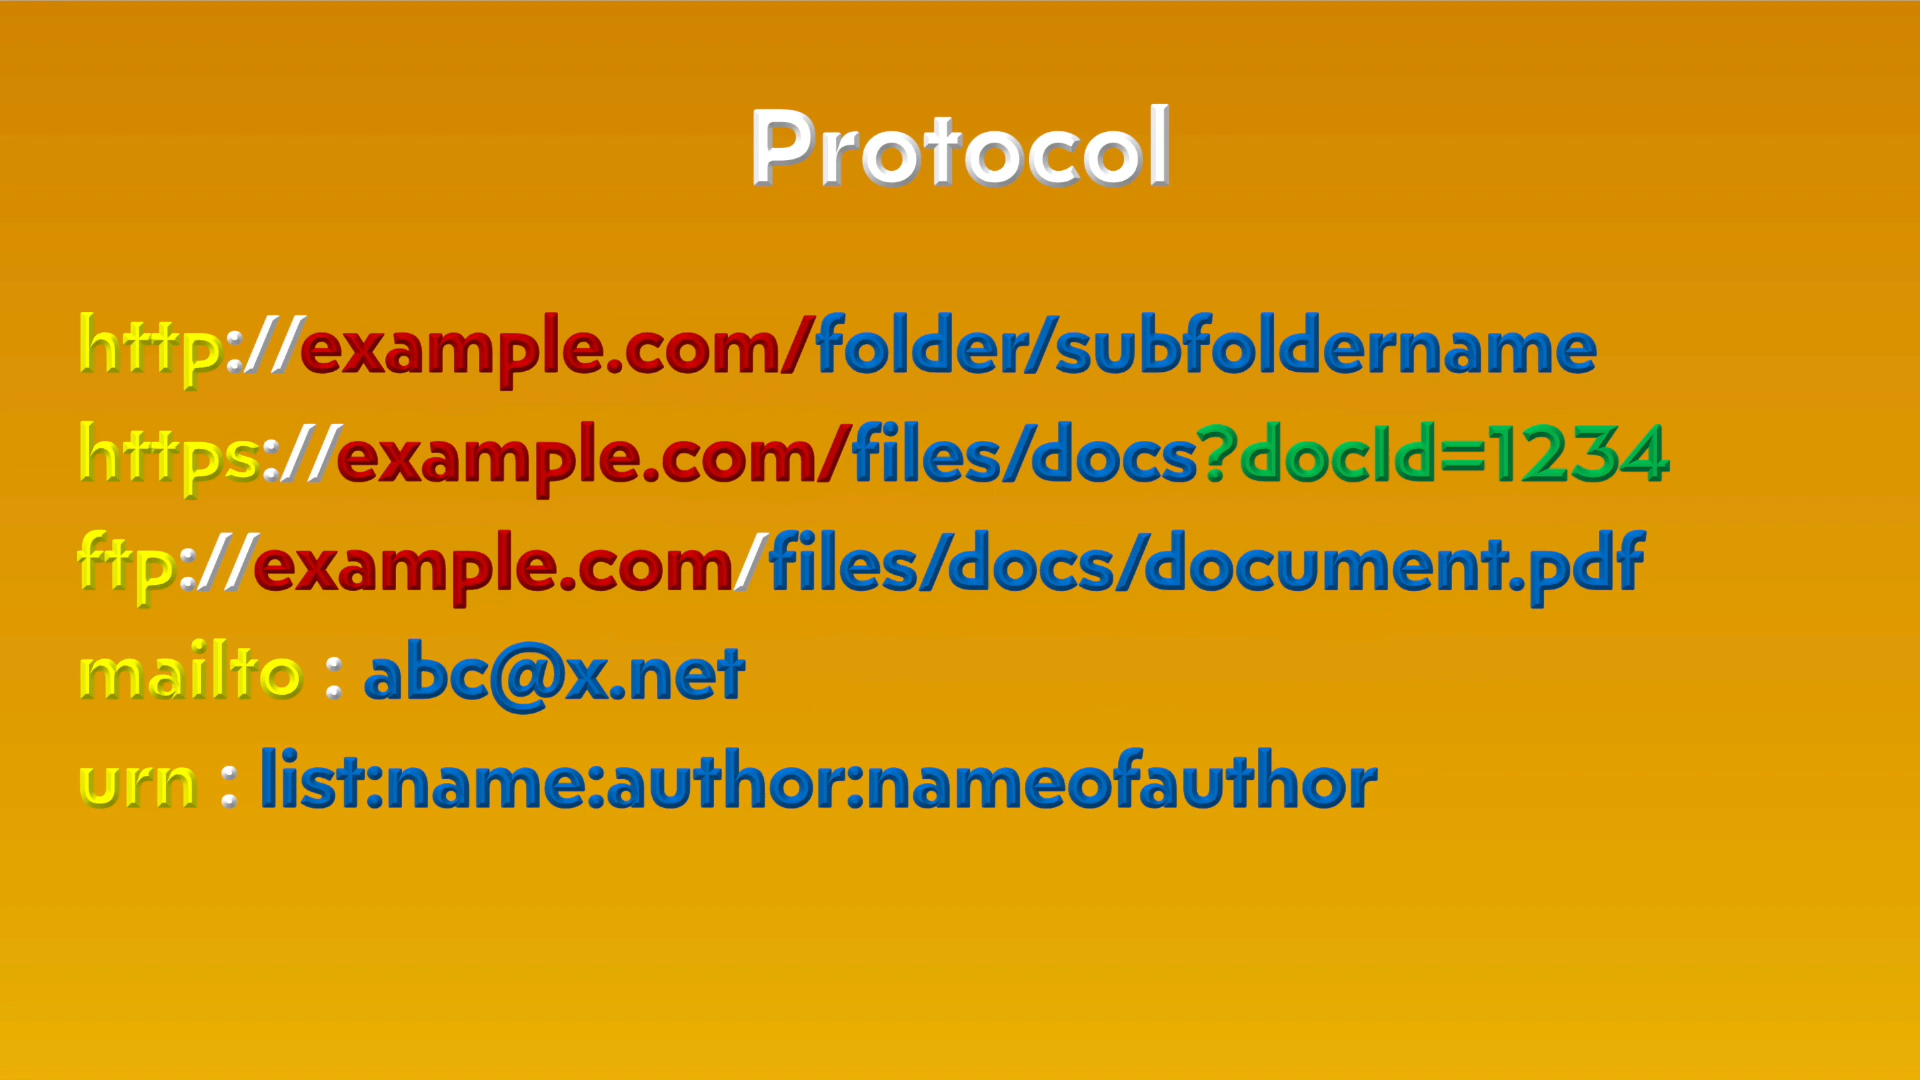 Protocol
http://example.com/folder/subfoldername
https://example.com/files/docs?docId=1234
ftp://example.com/files/docs/document.pdf
mailto : abc@x.net
urn : list:name:author:nameofauthor